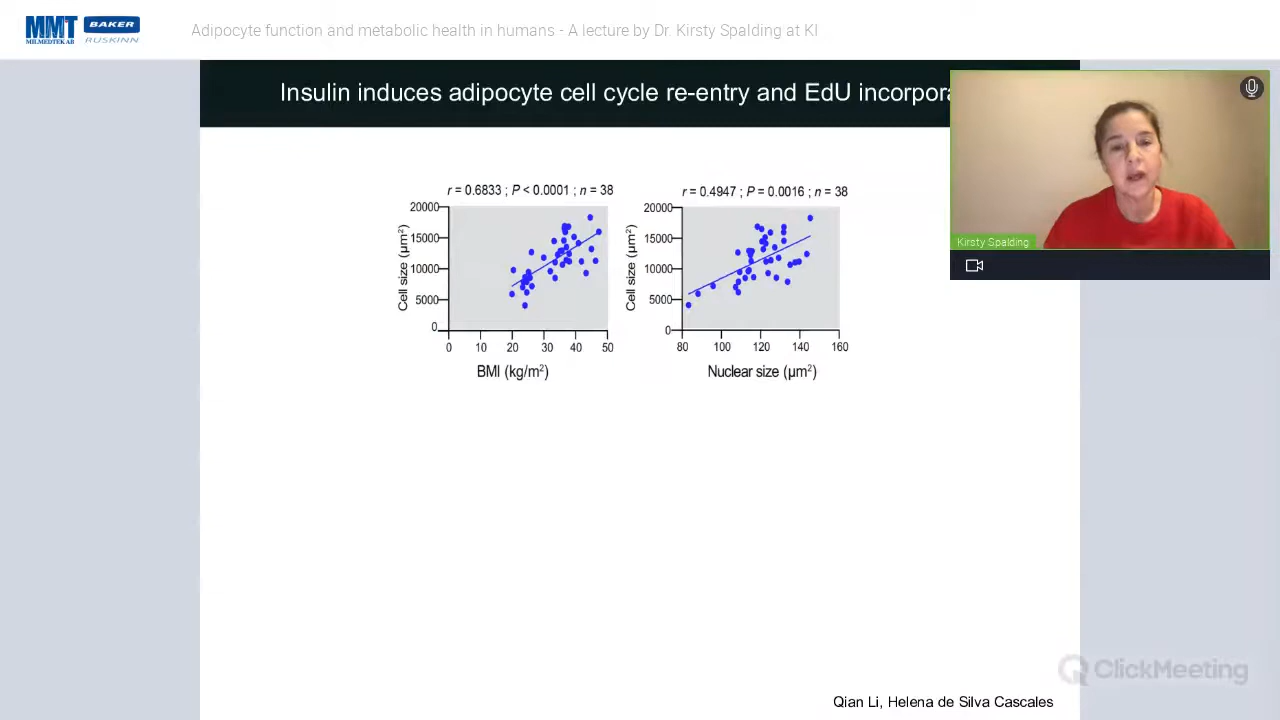 MMT
MILMEDTEK AB
BAKER
RUSKINN
Adipocyte function and metabolic health in humans - A lecture by Dr. Kirsty Spalding at KI
Insulin induces adipocyte cell cycle re-entry and EdU incorpora
Kirsty Spalding
r = 0.6833 ; P < 0.0001 ; n = 38
20000
15000
10000
5000
0
Cell size (µm²)
0 10 20 30 40 50
BMI (kg/m²)
r = 0.4947 ; P = 0.0016 ; n = 38
20000
15000
10000
5000
0
Cell size (µm²)
80 100 120 140 160
Nuclear size (µm²)
ClickMeeting
Qian Li, Helena de Silva Cascales